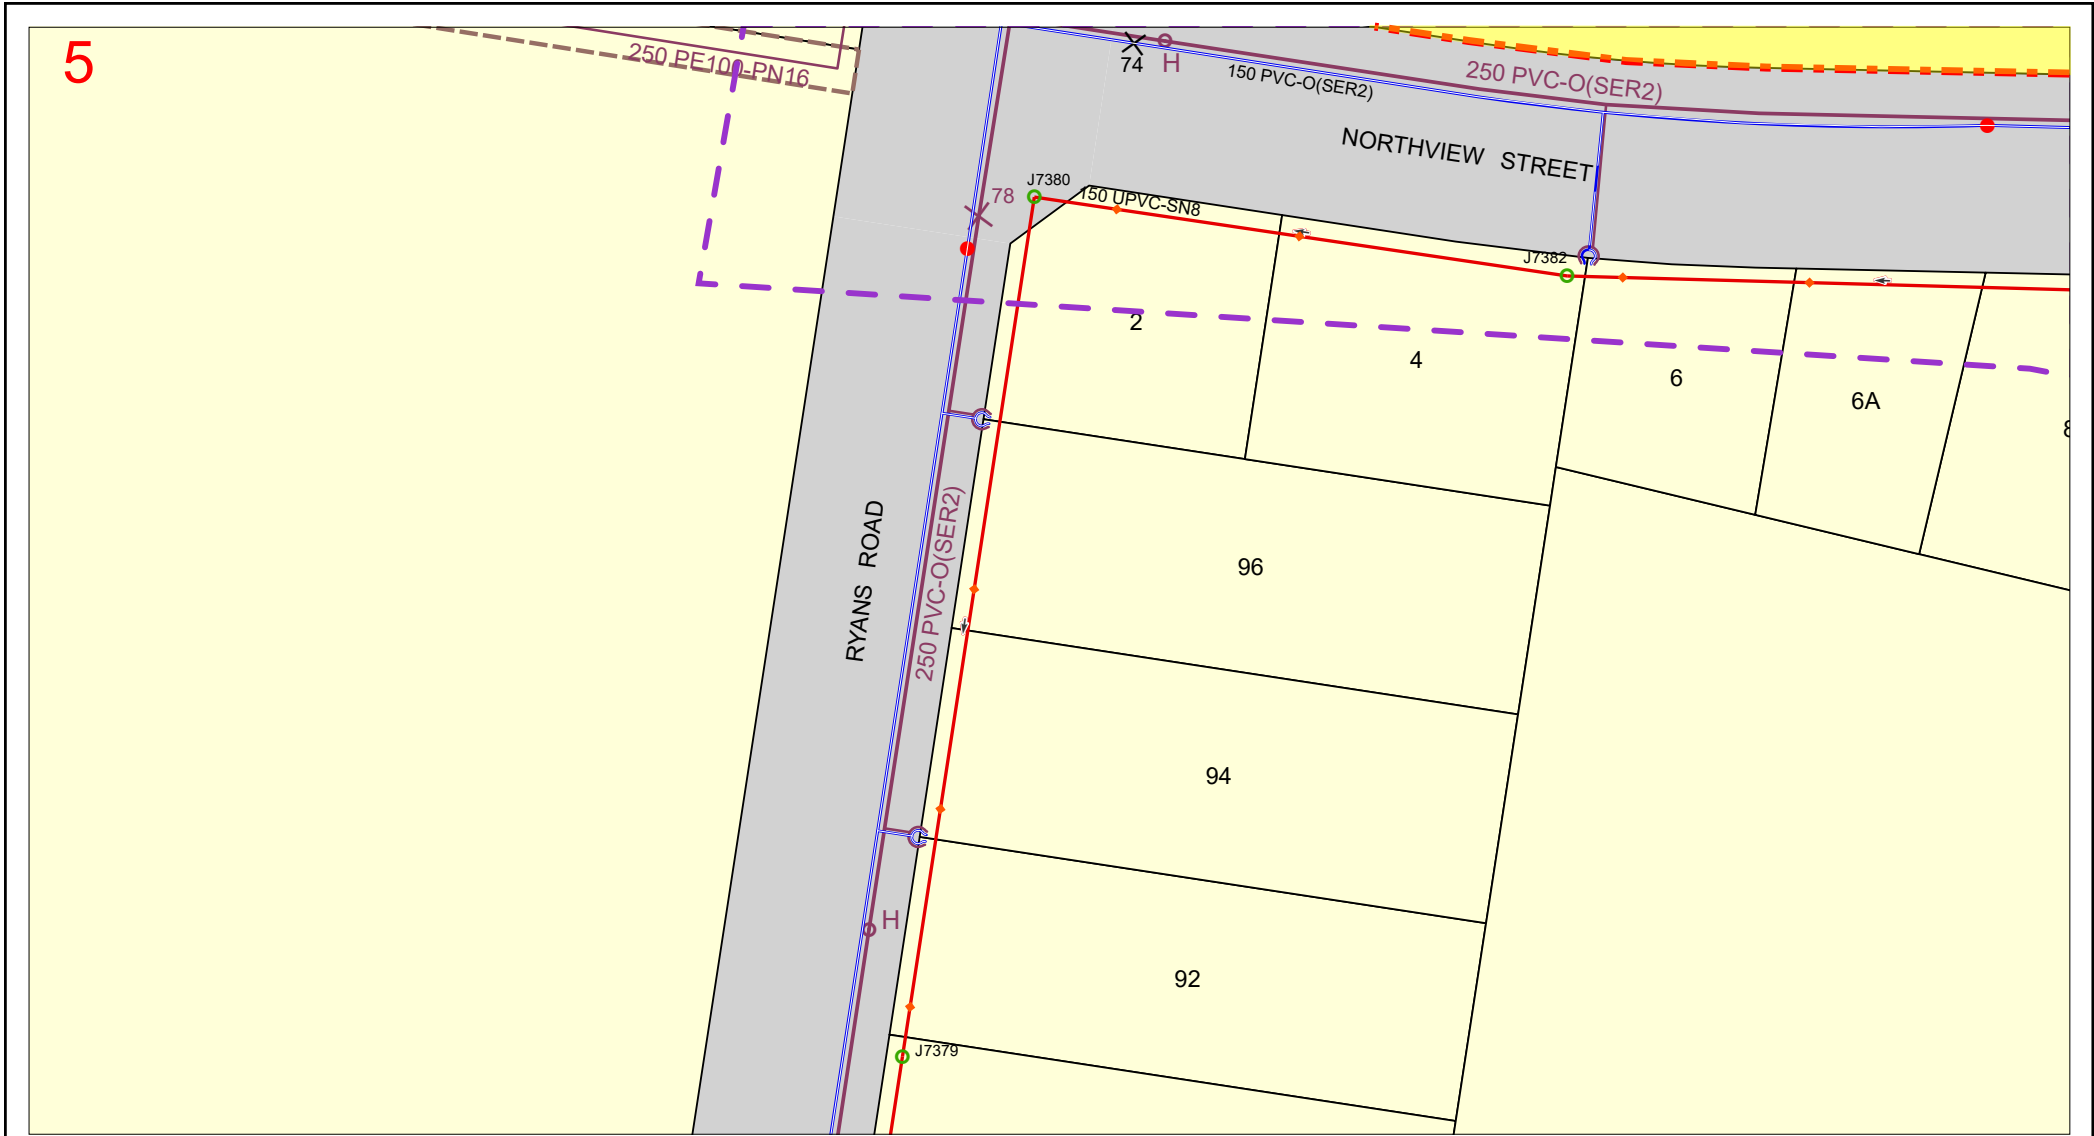 5
250 PE100-PN16
74
H
150 PVC-O(SER2)
250 PVC-O(SER2)
NORTHVIEW STREET
J7380
78
150 UPVC-SN8
J7382
2
4
6
6A
8
RYANS ROAD
250 PVC-O(SER2)
96
94
H
92
J7379